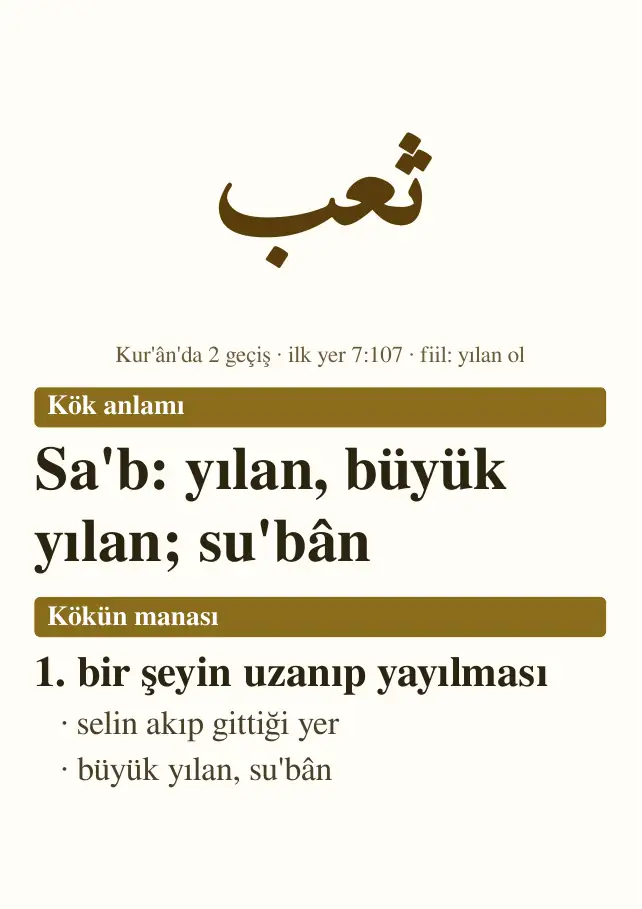 ثعب
Kur'ân'da 2 geçiş · ilk yer 7:107 · fiil: yılan ol
Kök anlamı
Sa'b: yılan, büyük
yılan; su'bân
Kökün manası
1. bir şeyin uzanıp yayılması
· selin akıp gittiği yer
· büyük yılan, su'bân